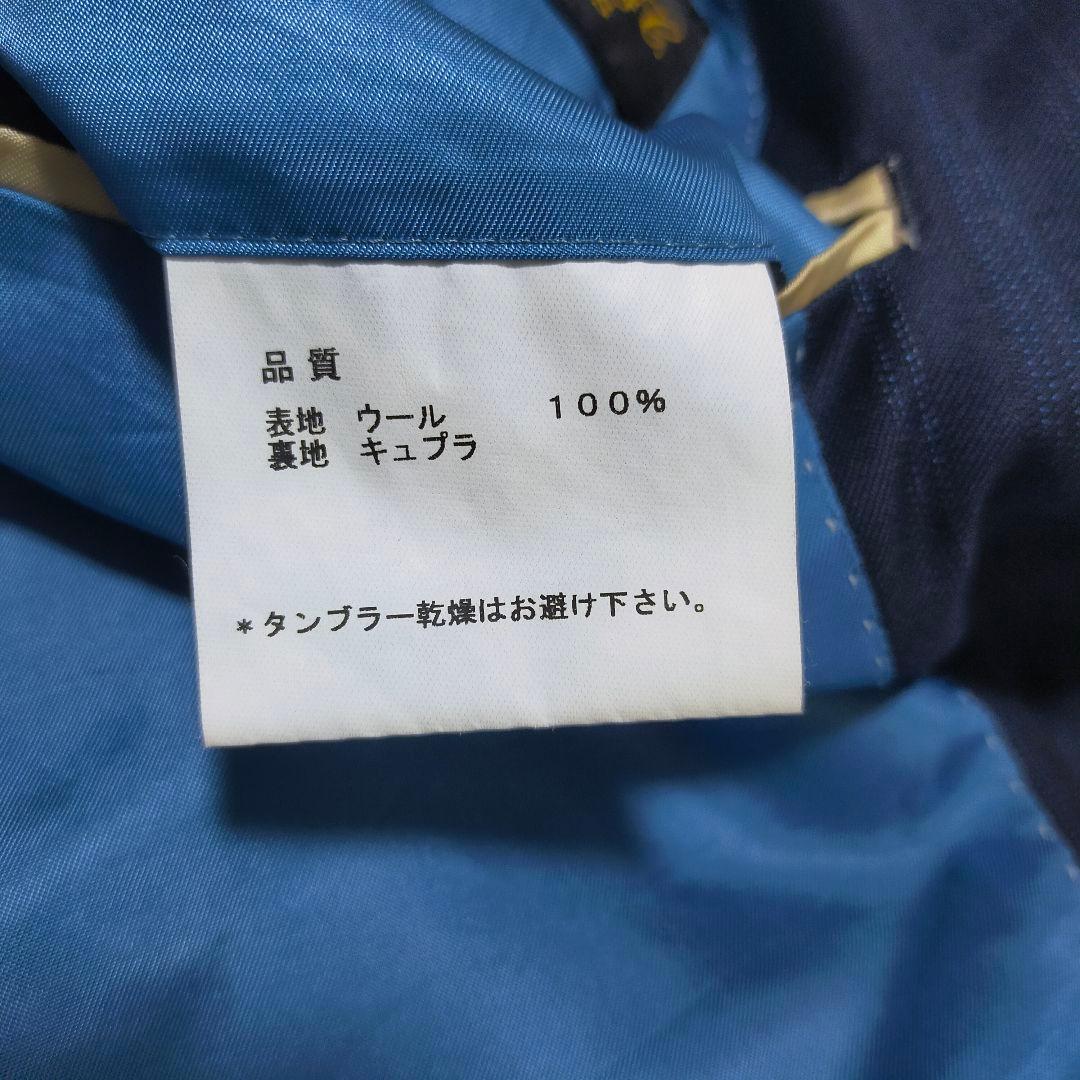 品質
表地 ウール 100%
裏地 キュプラ
*タンブラー乾燥はお避け下さい。